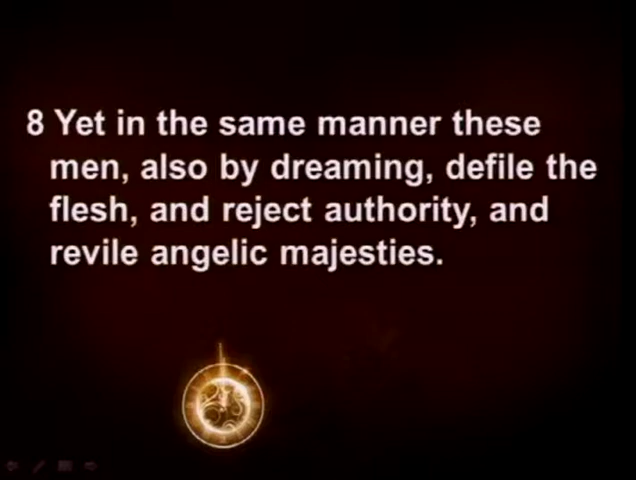 8 Yet in the same manner these
men, also by dreaming, defile the
flesh, and reject authority, and
revile angelic majesties.